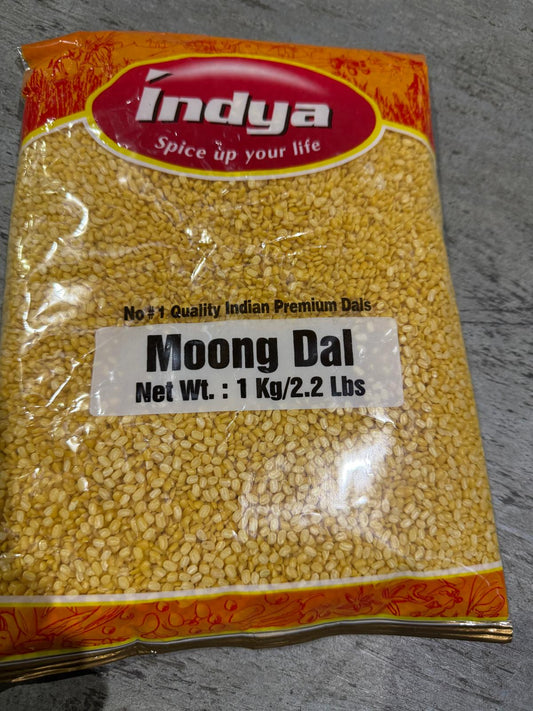 índya
Spice up your life
No # 1 Quality Indian Premium Dals
Moong Dal
Net Wt. : 1 Kg/2.2 Lbs